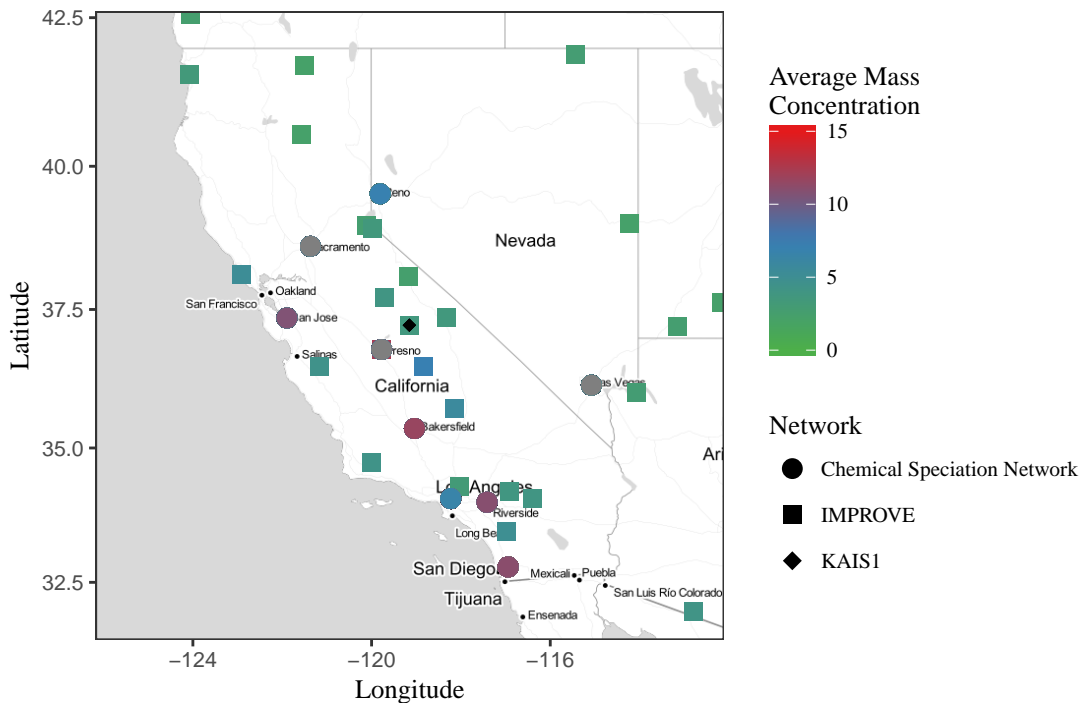 42.5
40.0
37.5
35.0
32.5
Latitude
−124
−120
−116
Longitude
eno
acramento
Nevada
Oakland
San Francisco
an Jose
Salinas
resno
California
as Vegas
Bakersfield
Ari
Los Angeles
Riverside
Long Be
San Diego
Mexicali
Puebla
Tijuana
San Luis Río Colorado
Ensenada
Average Mass
Concentration
15
10
5
0
Network
Chemical Speciation Network
IMPROVE
KAIS1